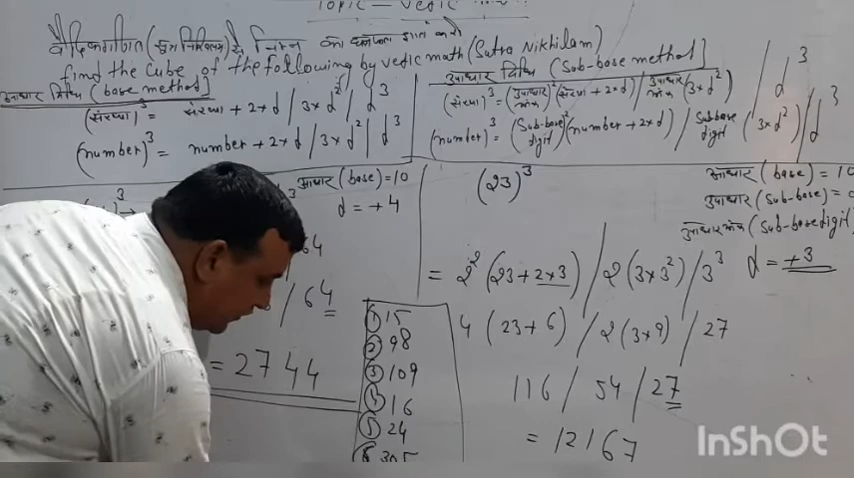 Topic - Vedic
वैदिकगणित (सूत्र निखिलम) से निम्न का घनफल ज्ञात करो
find the cube of the following by vedic math (Sutra Nikhilam)
आधार विधि (base method)
(संख्या)³ = संख्या + 2×d / 3×d² / d³
(number)³ = number + 2×d / 3×d² / d³
उपाधार विधि (Sub-base method)
(संख्या)³ = (उपाधार अंक)² (संख्या + 2×d) / उपाधार अंक (3×d²) / d³
(number)³ = (Sub-base digit)² (number + 2×d) / Subbase digit (3×d²) / d³
आधार (base) = 10
d = +4
64
/ 64
= 2744
① 15
② 98
③ 109
④ 16
⑤ 24
⑥ 305
(23)³
आधार (base) = 10
उपाधार (Sub-base) =
उपाधार अंक (Sub-base digit)
d = +3
= 2² (23 + 2×3) / 2 (3×3²) / 3³
4 (23 + 6) / 2 (3×9) / 27
116 / 54 / 27
= 12167
InShOt